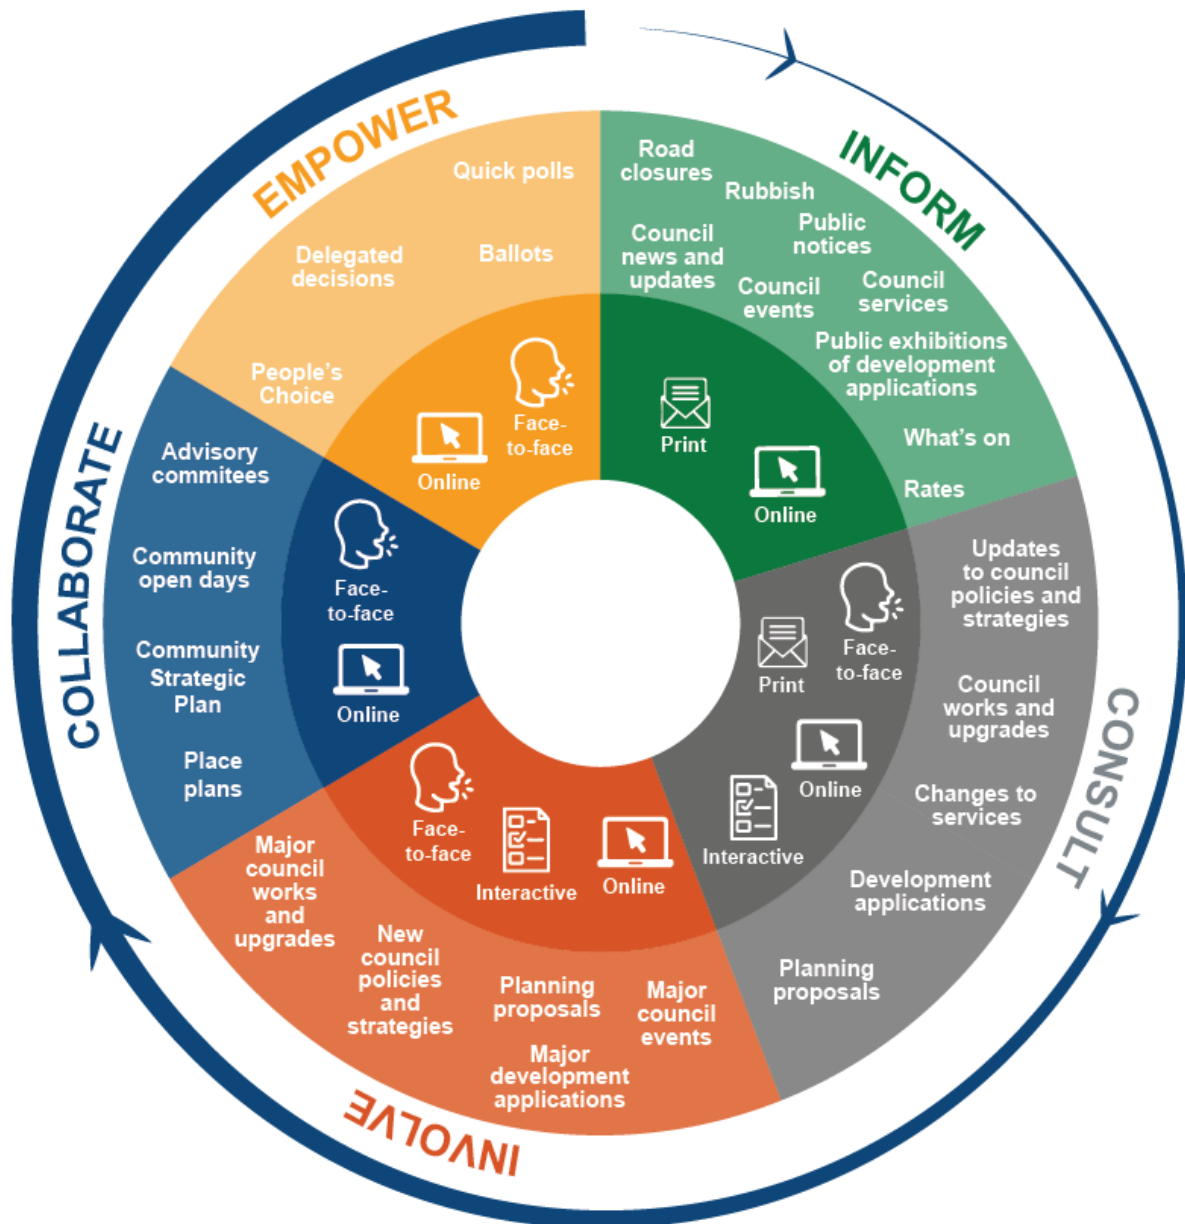 EMPOWER
Quick polls
Delegated
decisions
Ballots
People's
Choice
Online
Face-
to-face
INFORM
Road
closures
Rubbish
Public
notices
Council
news and
updates
Council
events
Council
services
Public exhibitions
of development
applications
What's on
Rates
Print
Online
CONSULT
Updates
to council
policies and
strategies
Council
works and
upgrades
Changes to
services
Development
applications
Planning
proposals
Face-
to-face
Print
Online
Interactive
INVOLVE
Major
council
works
and
upgrades
New
council
policies
and
strategies
Planning
proposals
Major
council
events
Major
development
applications
Face-
to-face
Interactive
Online
COLLABORATE
Advisory
commitees
Community
open days
Community
Strategic
Plan
Place
plans
Face-
to-face
Online